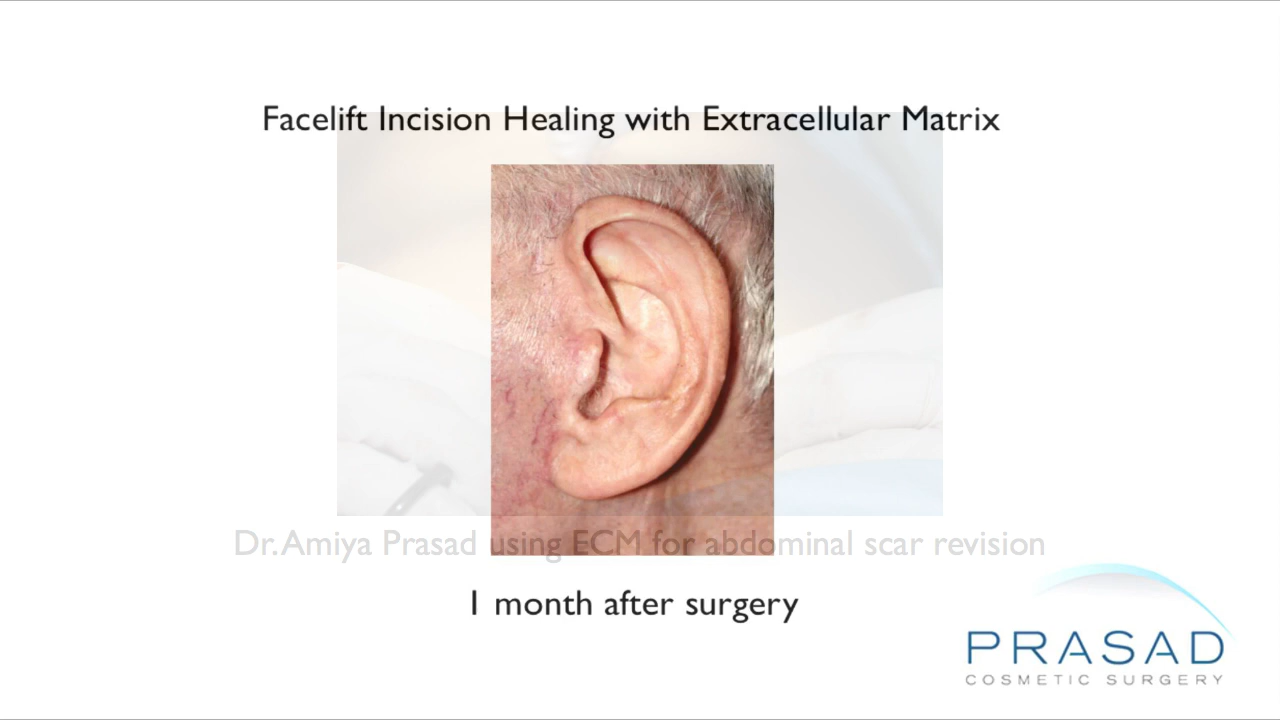 Facelift Incision Healing with Extracellular Matrix
Dr. Amiya Prasad using ECM for abdominal scar revision
1 month after surgery
PRASAD
COSMETIC SURGERY